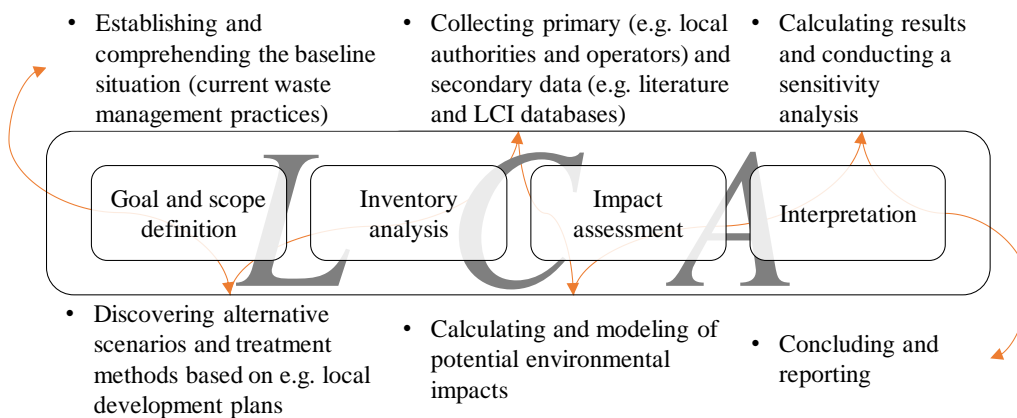 • Establishing and
comprehending the baseline
situation (current waste
management practices)
• Collecting primary (e.g. local
authorities and operators) and
secondary data (e.g. literature
and LCI databases)
• Calculating results
and conducting a
sensitivity
analysis
LCA
Goal and scope
definition
Inventory
analysis
Impact
assessment
Interpretation
• Discovering alternative
scenarios and treatment
methods based on e.g. local
development plans
• Calculating and modeling of
potential environmental
impacts
• Concluding and
reporting